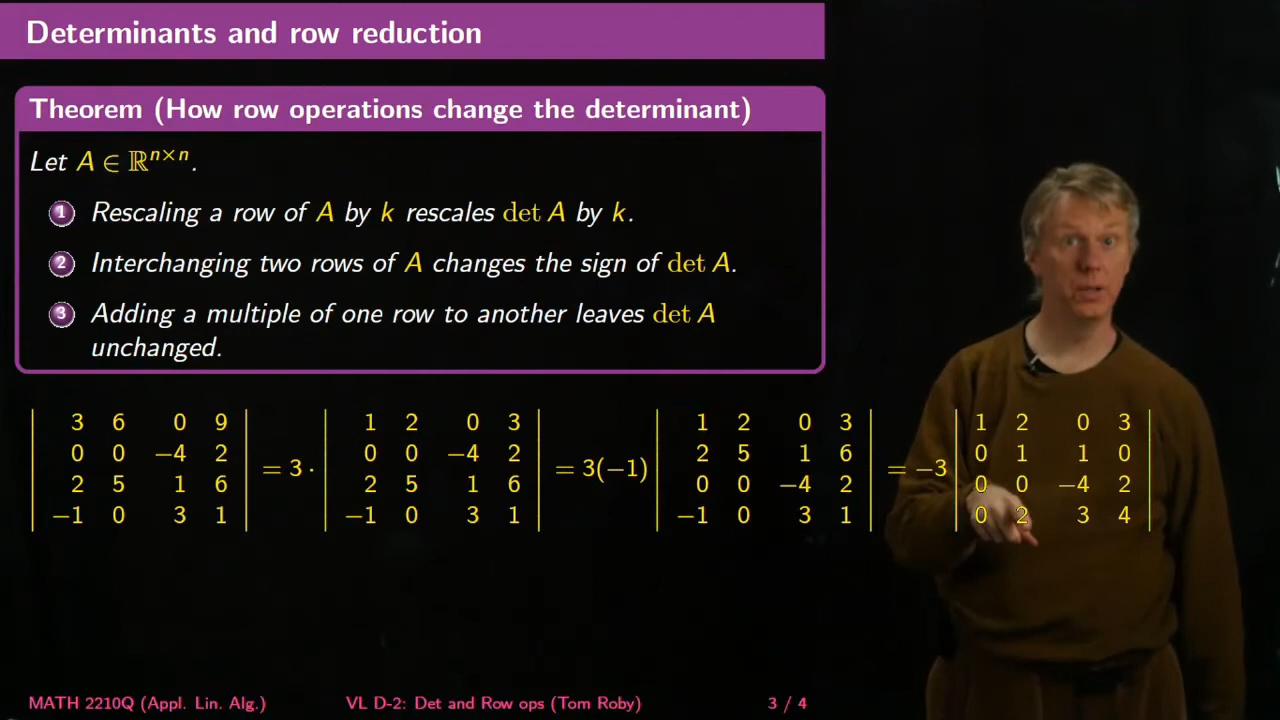 Determinants and row reduction
Theorem (How row operations change the determinant)
Let A ∈ ℝⁿˣⁿ.
1 Rescaling a row of A by k rescales det A by k.
2 Interchanging two rows of A changes the sign of det A.
3 Adding a multiple of one row to another leaves det A
unchanged.
| 3 6 0 9 | | 1 2 0 3 | | 1 2 0 3 | | 1 2 0 3 |
| 0 0 −4 2 | | 0 0 −4 2 | | 2 5 1 6 | | 0 1 1 0 |
= 3 · = 3(−1) = −3
| 2 5 1 6 | | 2 5 1 6 | | 0 0 −4 2 | | 0 0 −4 2 |
| −1 0 3 1 | | −1 0 3 1 | | −1 0 3 1 | | 0 2 3 4 |
MATH 2210Q (Appl. Lin. Alg.) VL D-2: Det and Row ops (Tom Roby) 3 / 4